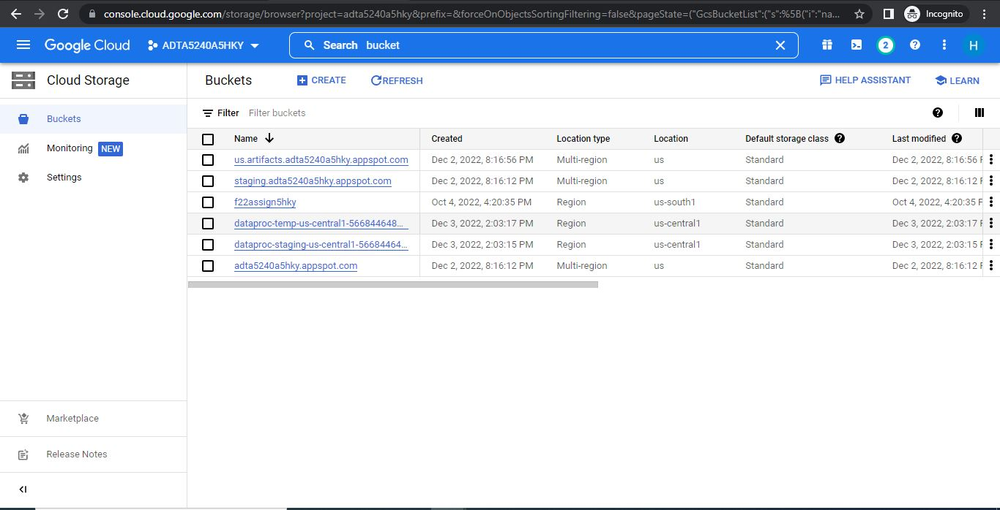 console.cloud.google.com/storage/browser?project=adta5240a5hky&prefix=&forceOnObjectsSortingFiltering=false&pageState=("GcsBucketList":("s":%5B("i":"na... Incognito
Google Cloud ADTA5240A5HKY Search bucket 2 ? H
Cloud Storage Buckets CREATE REFRESH HELP ASSISTANT LEARN
Buckets
Monitoring NEW
Settings
Marketplace
Release Notes
Filter Filter buckets
Name Created Location type Location Default storage class Last modified
us.artifacts.adta5240a5hky.appspot.com Dec 2, 2022, 8:16:56 PM Multi-region us Standard Dec 2, 2022, 8:16:56
staging.adta5240a5hky.appspot.com Dec 2, 2022, 8:16:12 PM Multi-region us Standard Dec 2, 2022, 8:16:12
f22assign5hky Oct 4, 2022, 4:20:35 PM Region us-south1 Standard Oct 4, 2022, 4:20:35
dataproc-temp-us-central1-566844648... Dec 3, 2022, 2:03:17 PM Region us-central1 Standard Dec 3, 2022, 2:03:17
dataproc-staging-us-central1-56684464... Dec 3, 2022, 2:03:15 PM Region us-central1 Standard Dec 3, 2022, 2:03:15
adta5240a5hky.appspot.com Dec 2, 2022, 8:16:12 PM Multi-region us Standard Dec 2, 2022, 8:16:12